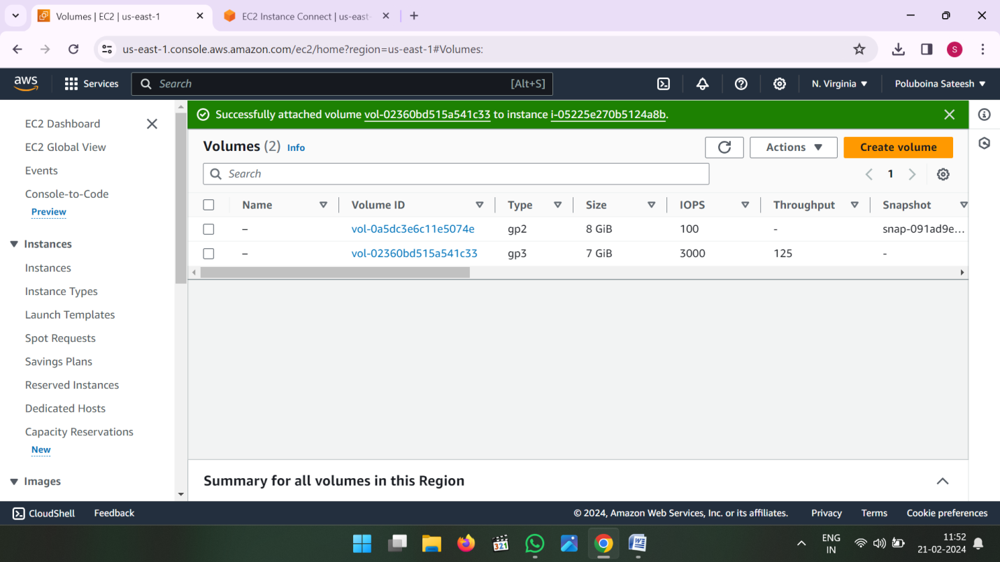 Volumes | EC2 | us-east-1
EC2 Instance Connect | us-east-
us-east-1.console.aws.amazon.com/ec2/home?region=us-east-1#Volumes:
S
aws
Services
Search
[Alt+S]
N. Virginia
Poluboina Sateesh
EC2 Dashboard
EC2 Global View
Events
Console-to-Code
Preview
Instances
Instances
Instance Types
Launch Templates
Spot Requests
Savings Plans
Reserved Instances
Dedicated Hosts
Capacity Reservations
New
Images
Successfully attached volume vol-02360bd515a541c33 to instance i-05225e270b5124a8b.
Volumes (2) Info
Actions
Create volume
Search
1
Name Volume ID Type Size IOPS Throughput Snapshot
– vol-0a5dc3e6c11e5074e gp2 8 GiB 100 - snap-091ad9e...
– vol-02360bd515a541c33 gp3 7 GiB 3000 125 -
Summary for all volumes in this Region
CloudShell
Feedback
© 2024, Amazon Web Services, Inc. or its affiliates.
Privacy
Terms
Cookie preferences
321
W
ENG
IN
11:52
21-02-2024